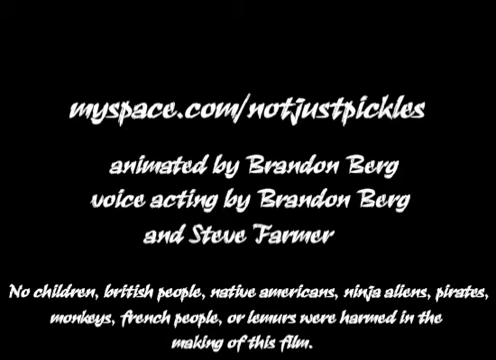 myspace.com/notjustpickles
animated by Brandon Berg
voice acting by Brandon Berg
and Steve Farmer
No children, british people, native americans, ninja aliens, pirates,
monkeys, french people, or lemurs were harmed in the
making of this film.